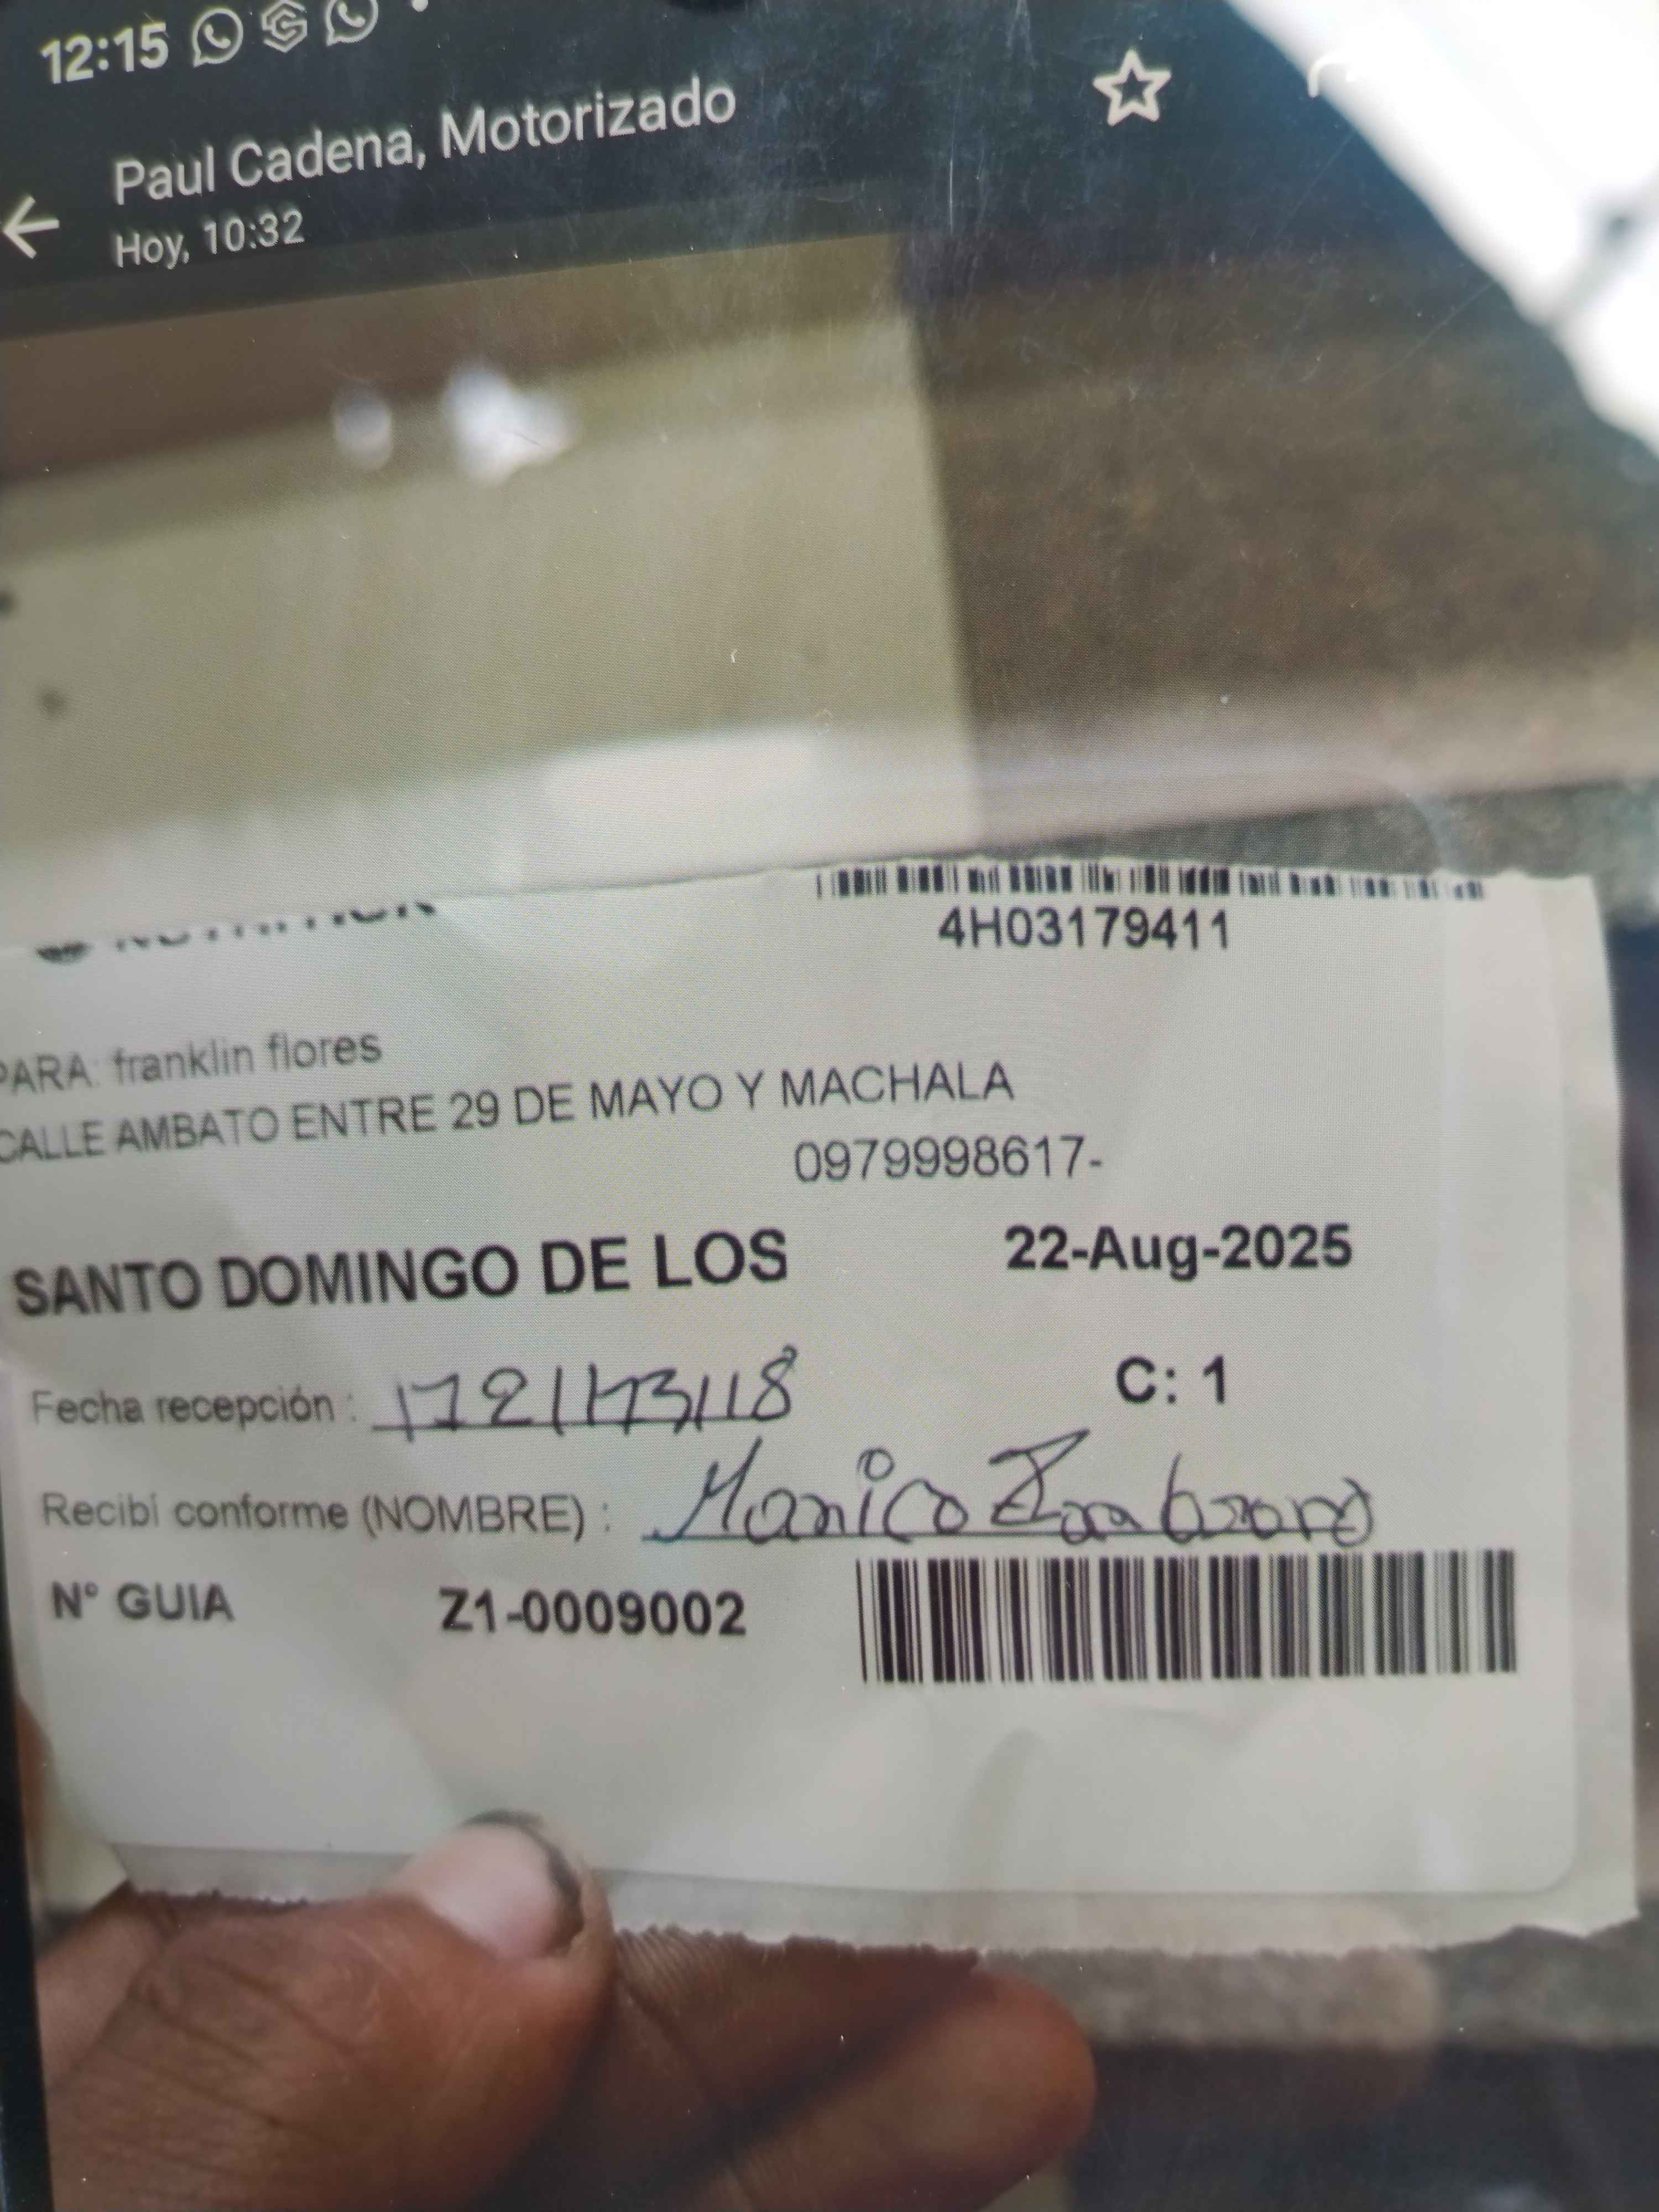 12:15
Paul Cadena, Motorizado
Hoy, 10:32
4H03179411
PARA: franklin flores
CALLE AMBATO ENTRE 29 DE MAYO Y MACHALA
0979998617-
SANTO DOMINGO DE LOS 22-Aug-2025
Fecha recepción : C: 1
Recibí conforme (NOMBRE) :
N° GUIA Z1-0009002